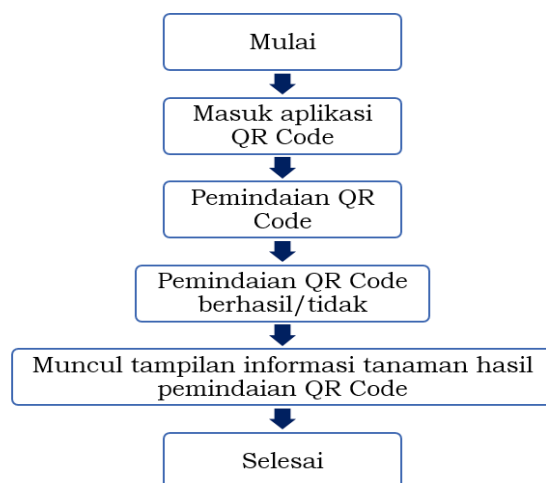 Mulai
Masuk aplikasi
QR Code
Pemindaian QR
Code
Pemindaian QR Code
berhasil/tidak
Muncul tampilan informasi tanaman hasil
pemindaian QR Code
Selesai